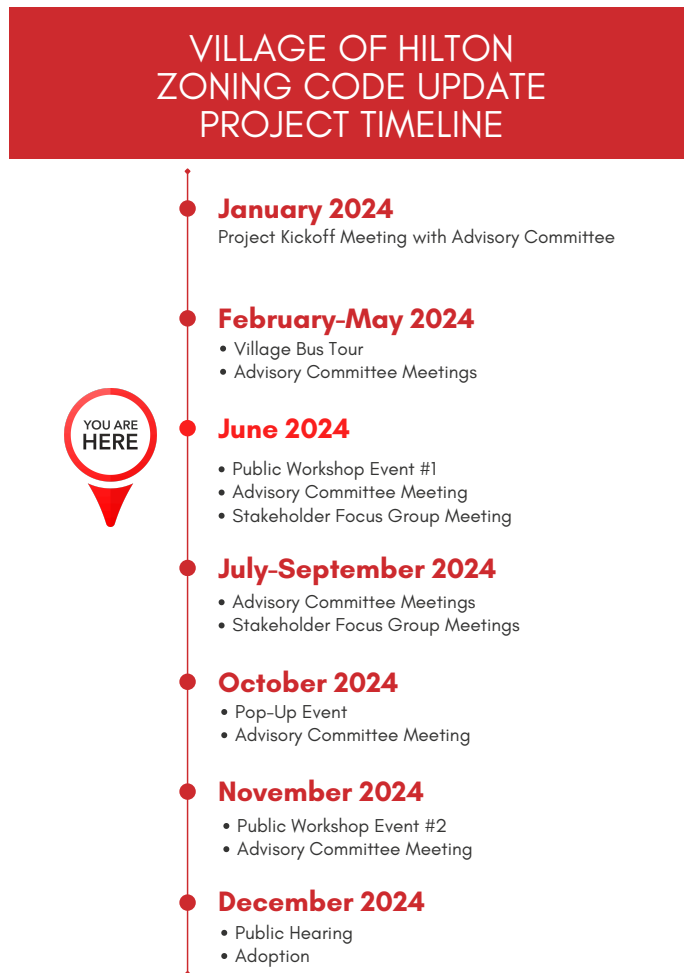 VILLAGE OF HILTON
ZONING CODE UPDATE
PROJECT TIMELINE
January 2024
Project Kickoff Meeting with Advisory Committee
February-May 2024
• Village Bus Tour
• Advisory Committee Meetings
YOU ARE
HERE
June 2024
• Public Workshop Event #1
• Advisory Committee Meeting
• Stakeholder Focus Group Meeting
July-September 2024
• Advisory Committee Meetings
• Stakeholder Focus Group Meetings
October 2024
• Pop-Up Event
• Advisory Committee Meeting
November 2024
• Public Workshop Event #2
• Advisory Committee Meeting
December 2024
• Public Hearing
• Adoption